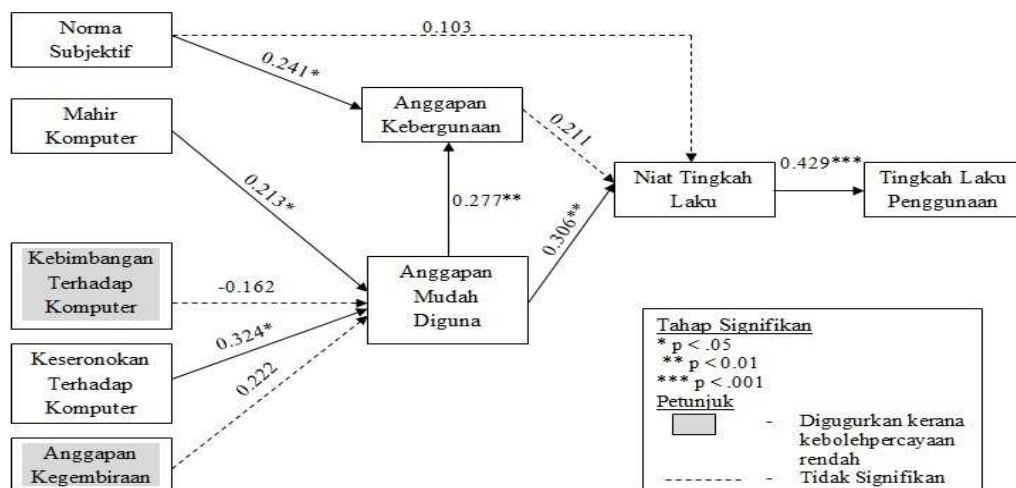 Norma
Subjektif
0.103
0.241*
Mahir
Komputer
Anggapan
Kebergunaan
0.211
0.213*
0.277**
Niat Tingkah
Laku
0.429***
Tingkah Laku
Penggunaan
0.306**
Kebimbangan
Terhadap
Komputer
-0.162
Anggapan
Mudah
Diguna
0.324*
Keseronokan
Terhadap
Komputer
0.222
Anggapan
Kegembiraan
Tahap Signifikan
* p < .05
** p < 0.01
*** p < .001
Petunjuk
- Digugurkan kerana
kebolehpercayaan
rendah
- Tidak Signifikan